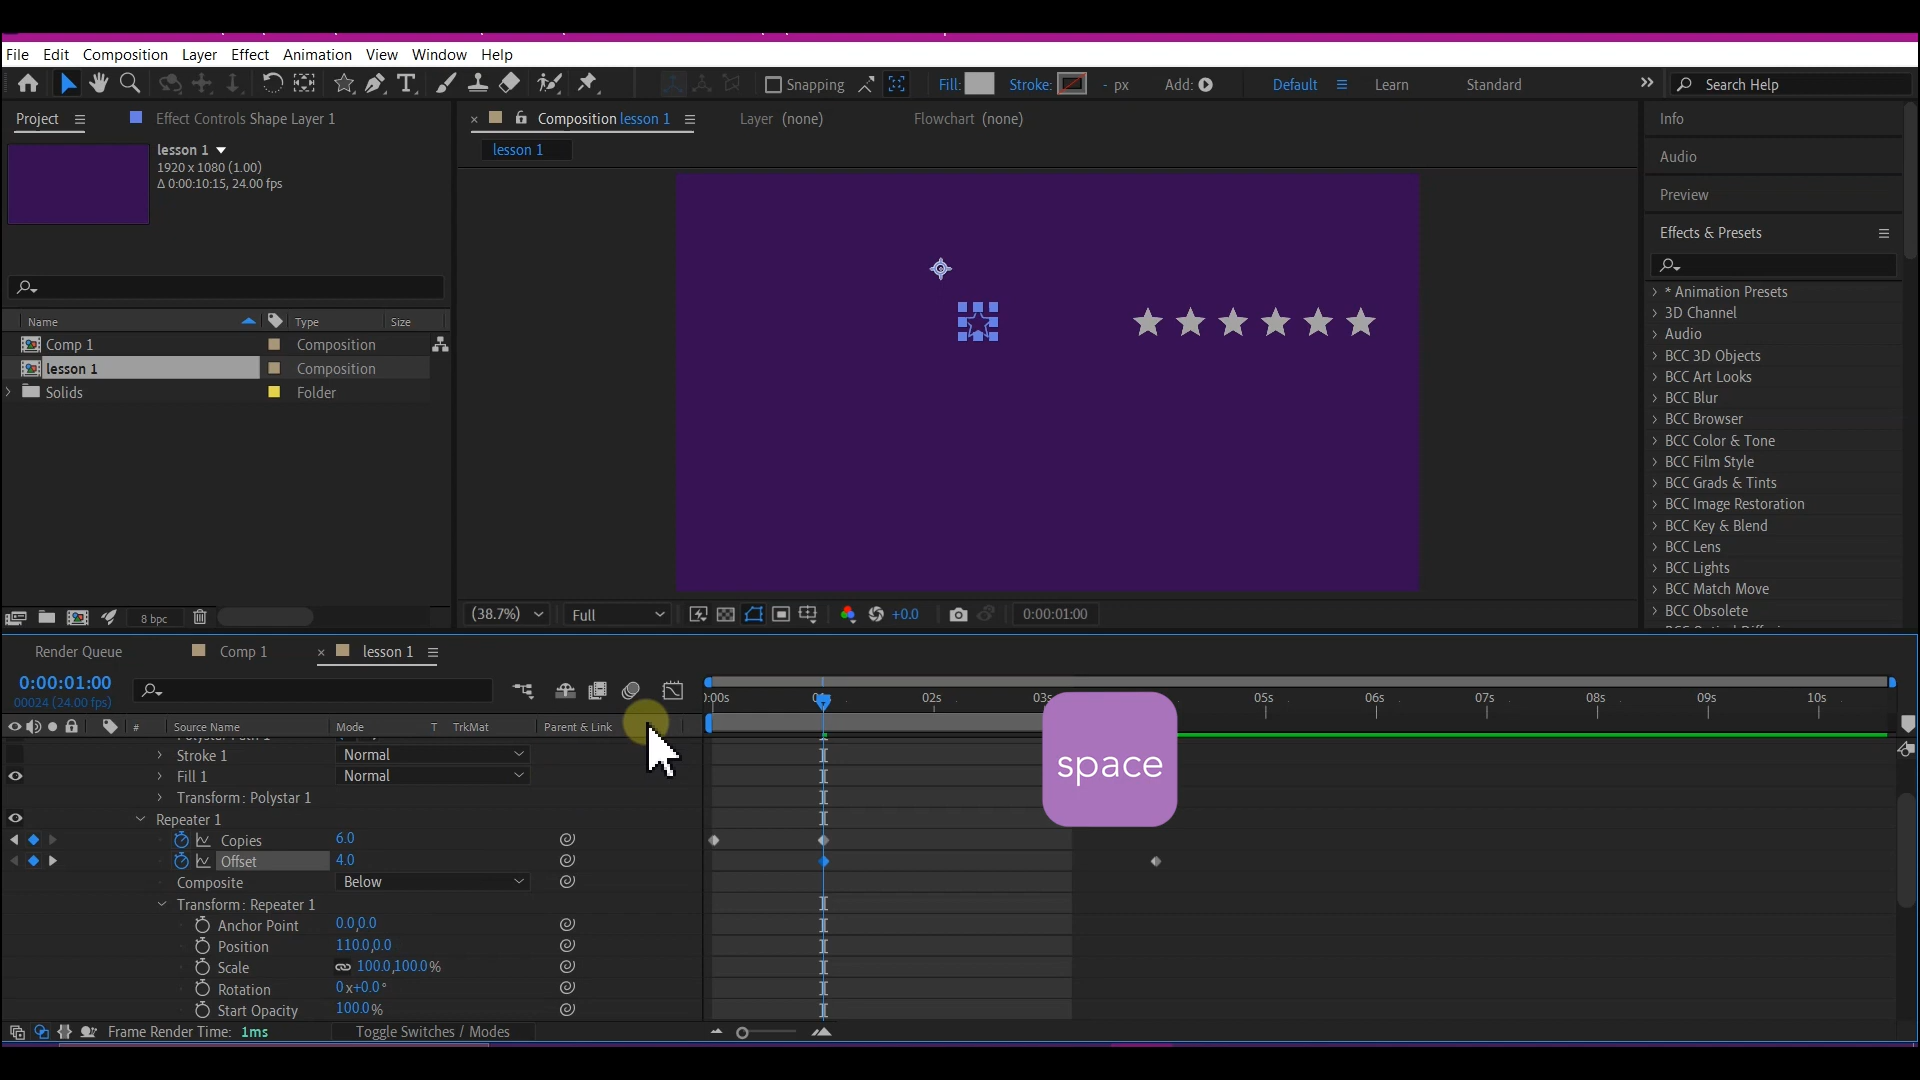 File Edit Composition Layer Effect Animation View Window Help
Snapping Fill: Stroke: - px Add: Default Learn Standard Search Help
Project Effect Controls Shape Layer 1
Composition lesson 1 Layer (none) Flowchart (none)
lesson 1
lesson 1
1920 x 1080 (1.00)
Δ 0:00:10:15, 24.00 fps
Name Type Size
Comp 1 Composition
lesson 1 Composition
Solids Folder
8 bpc
(38.7%) Full +0.0 0:00:01:00
Info
Audio
Preview
Effects & Presets
* Animation Presets
3D Channel
Audio
BCC 3D Objects
BCC Art Looks
BCC Blur
BCC Browser
BCC Color & Tone
BCC Film Style
BCC Grads & Tints
BCC Image Restoration
BCC Key & Blend
BCC Lens
BCC Lights
BCC Match Move
BCC Obsolete
Render Queue Comp 1 lesson 1
0:00:01:00
00024 (24.00 fps)
:00s 02s 03s 05s 06s 07s 08s 09s 10s
# Source Name Mode T TrkMat Parent & Link
Stroke 1 Normal
Fill 1 Normal
Transform: Polystar 1
Repeater 1
Copies 6.0
Offset 4.0
Composite Below
Transform: Repeater 1
Anchor Point 0.0,0.0
Position 110.0,0.0
Scale 100.0,100.0%
Rotation 0x+0.0°
Start Opacity 100.0%
space
Frame Render Time: 1ms Toggle Switches / Modes